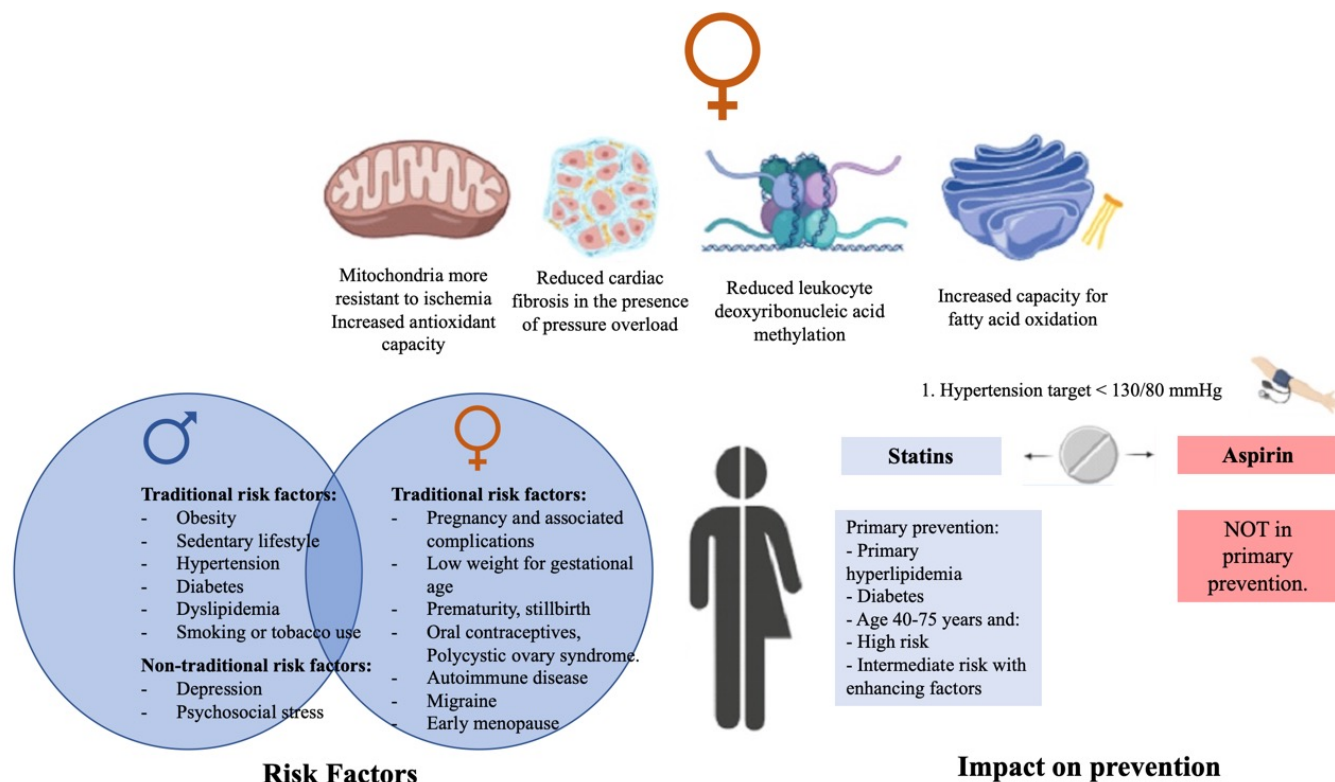 Mitochondria more
resistant to ischemia
Increased antioxidant
capacity
Reduced cardiac
fibrosis in the presence
of pressure overload
Reduced leukocyte
deoxyribonucleic acid
methylation
Increased capacity for
fatty acid oxidation
Traditional risk factors:
- Obesity
- Sedentary lifestyle
- Hypertension
- Diabetes
- Dyslipidemia
- Smoking or tobacco use
Non-traditional risk factors:
- Depression
- Psychosocial stress
Traditional risk factors:
- Pregnancy and associated
complications
- Low weight for gestational
age
- Prematurity, stillbirth
- Oral contraceptives,
Polycystic ovary syndrome.
- Autoimmune disease
- Migraine
- Early menopause
Risk Factors
1. Hypertension target < 130/80 mmHg
Statins
Aspirin
Primary prevention:
- Primary
hyperlipidemia
- Diabetes
- Age 40-75 years and:
- High risk
- Intermediate risk with
enhancing factors
NOT in
primary
prevention.
Impact on prevention